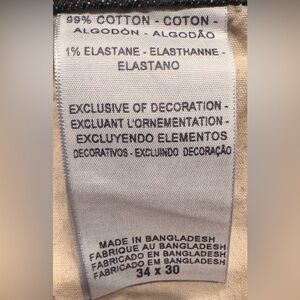 99% COTTON - COTON -
ALGODÓN - ALGODÃO
1% ELASTANE - ELASTHANNE -
ELASTANO
EXCLUSIVE OF DECORATION -
EXCLUANT L'ORNEMENTATION -
EXCLUYENDO ELEMENTOS
DECORATIVOS - EXCLUINDO DECORAÇÃO
MADE IN BANGLADESH
FABRIQUE AU BANGLADESH
FABRICADO EN BANGLADESH
FABRICADO EM BANGLADESH
34 x 30